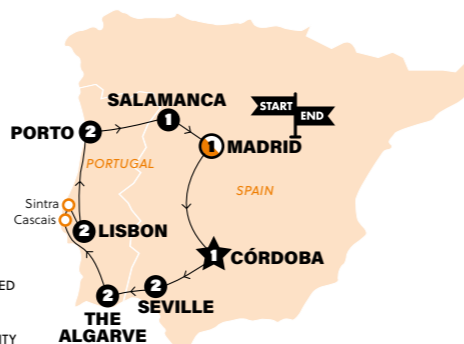 START
END
SALAMANCA
1
PORTO
2
1
MADRID
PORTUGAL
SPAIN
Sintra
Cascais
2
LISBON
1
CÓRDOBA
2
SEVILLE
2
THE
ALGARVE
ED
ITY